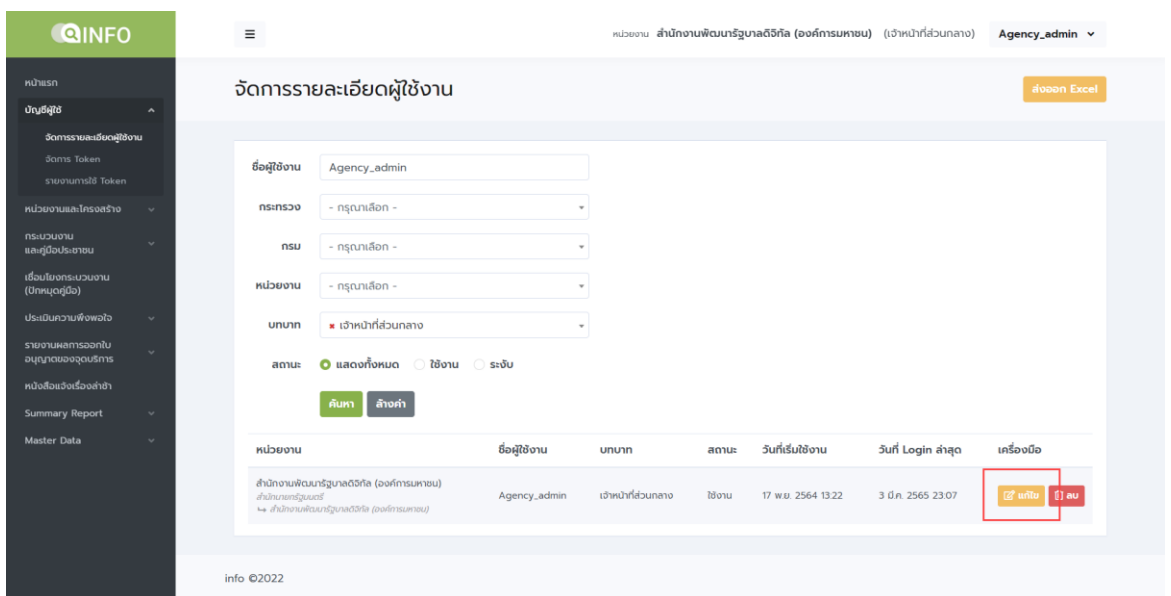 INFO
หน่วยงาน สำนักงานพัฒนารัฐบาลดิจิทัล (องค์การมหาชน) (เจ้าหน้าที่ส่วนกลาง) Agency_admin
หน้าแรก
บัญชีผู้ใช้
จัดการรายละเอียดผู้ใช้งาน
จัดการ Token
รายงานการใช้ Token
หน่วยงานและโครงสร้าง
กระบวนงาน
และคู่มือประชาชน
เชื่อมโยงกระบวนงาน
(ปักหมุดคู่มือ)
ประเมินความพึงพอใจ
รายงานผลการออกใบ
อนุญาตของจุดบริการ
หนังสือแจ้งเรื่องล่าช้า
Summary Report
Master Data
จัดการรายละเอียดผู้ใช้งาน
ส่งออก Excel
ชื่อผู้ใช้งาน Agency_admin
กระทรวง - กรุณาเลือก -
กรม - กรุณาเลือก -
หน่วยงาน - กรุณาเลือก -
บทบาท × เจ้าหน้าที่ส่วนกลาง
สถานะ แสดงทั้งหมด ใช้งาน ระงับ
ค้นหา ล้างค่า
หน่วยงาน ชื่อผู้ใช้งาน บทบาท สถานะ วันที่เริ่มใช้งาน วันที่ Login ล่าสุด เครื่องมือ
สำนักงานพัฒนารัฐบาลดิจิทัล (องค์การมหาชน)
สำนักนายกรัฐมนตรี
↳ สำนักงานพัฒนารัฐบาลดิจิทัล (องค์การมหาชน)
Agency_admin เจ้าหน้าที่ส่วนกลาง ใช้งาน 17 พ.ย. 2564 13:22 3 มี.ค. 2565 23:07 แก้ไข ลบ
info ©2022